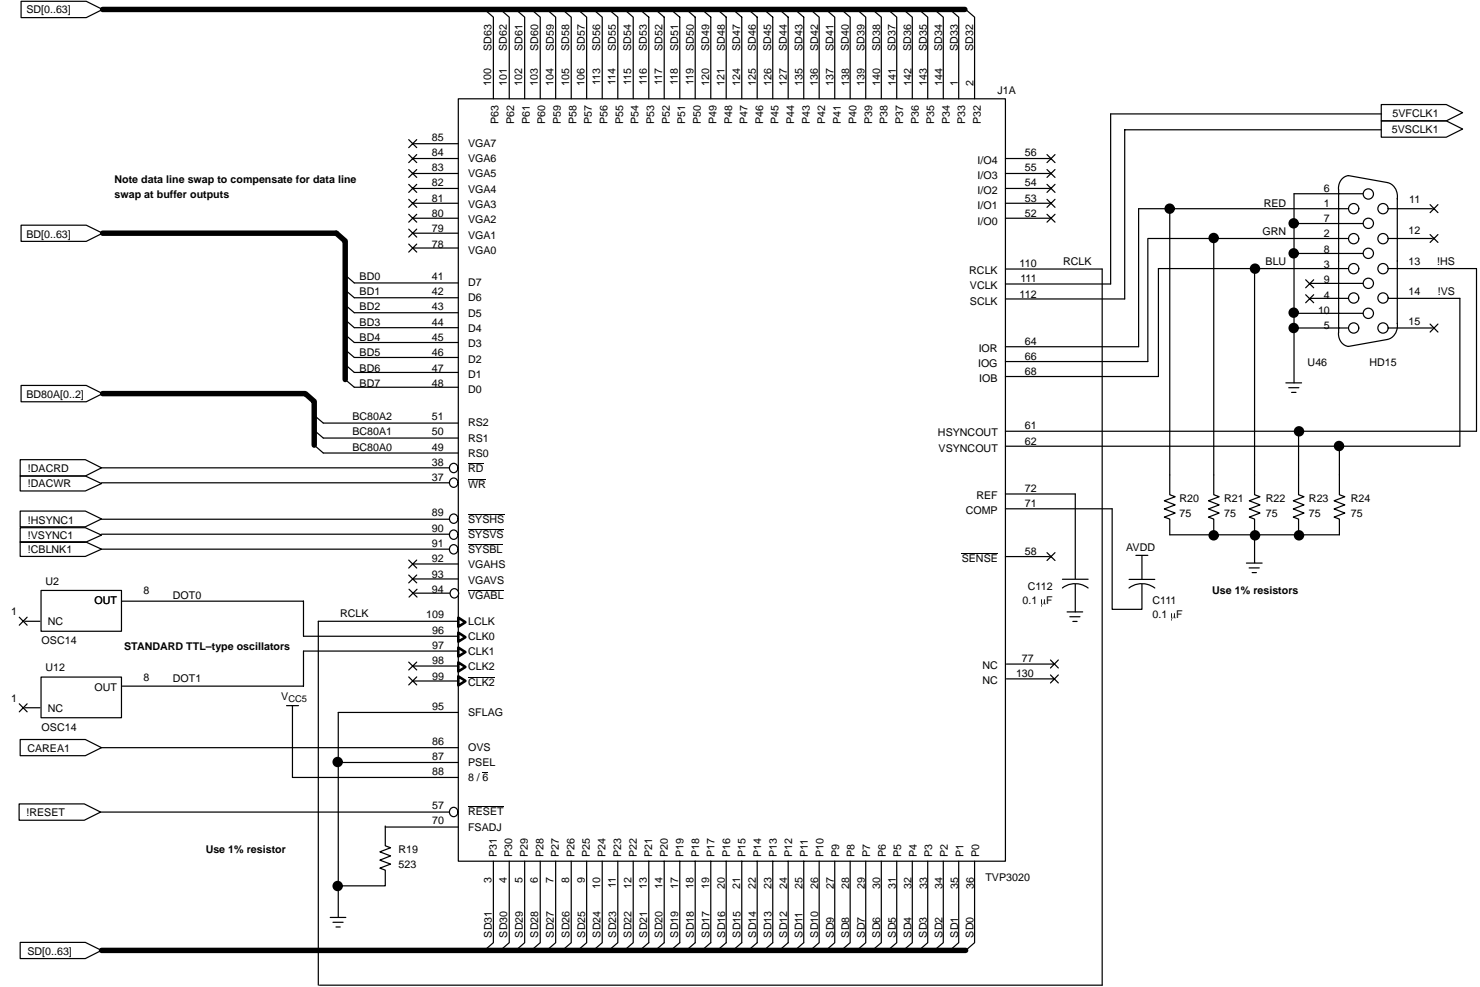 SD[0..63]
SD63 SD62 SD61 SD60 SD59 SD58 SD57 SD56 SD55 SD54 SD53 SD52 SD51 SD50 SD49 SD48 SD47 SD46 SD45 SD44 SD43 SD42 SD41 SD40 SD39 SD38 SD37 SD36 SD35 SD34 SD33 SD32
100 101 102 103 104 105 106 113 114 115 116 117 118 119 120 121 124 125 126 127 135 136 137 138 139 140 141 142 143 144 1 2
J1A
P63 P62 P61 P60 P59 P58 P57 P56 P55 P54 P53 P52 P51 P50 P49 P48 P47 P46 P45 P44 P43 P42 P41 P40 P39 P38 P37 P36 P35 P34 P33 P32
5VFCLK1
5VSCLK1
85 VGA7
84 VGA6
83 VGA5
82 VGA4
81 VGA3
80 VGA2
79 VGA1
78 VGA0
I/O4 56
I/O3 55
I/O2 54
I/O1 53
I/O0 52
Note data line swap to compensate for data line
swap at buffer outputs
BD[0..63]
BD0 41 D7
BD1 42 D6
BD2 43 D5
BD3 44 D4
BD4 45 D3
BD5 46 D2
BD6 47 D1
BD7 48 D0
RCLK 110 RCLK
VCLK 111
SCLK 112
IOR 64
IOG 66
IOB 68
6
RED 1 11
7
GRN 2 12
8
BLU 3 13 !HS
9
4 14 !VS
10
5 15
U46 HD15
BD80A[0..2]
BC80A2 51 RS2
BC80A1 50 RS1
BC80A0 49 RS0
!DACRD 38 RD
!DACWR 37 WR
HSYNCOUT 61
VSYNCOUT 62
!HSYNC1 89 SYSHS
!VSYNC1 90 SYSVS
!CBLNK1 91 SYSBL
92 VGAHS
93 VGAVS
94 VGABL
REF 72
COMP 71
SENSE 58
R20 75
R21 75
R22 75
R23 75
R24 75
Use 1% resistors
AVDD
C112
0.1 µF
C111
0.1 µF
U2
OUT 8 DOT0
1 NC
OSC14
STANDARD TTL–type oscillators
U12
OUT 8 DOT1
1 NC
OSC14
RCLK 109 LCLK
96 CLK0
97 CLK1
98 CLK2
99 CLK2
NC 77
NC 130
VCC5
95 SFLAG
CAREA1 86 OVS
87 PSEL
88 8 / 6
!RESET 57 RESET
70 FSADJ
Use 1% resistor
R19
523
P31 P30 P29 P28 P27 P26 P25 P24 P23 P22 P21 P20 P19 P18 P17 P16 P15 P14 P13 P12 P11 P10 P9 P8 P7 P6 P5 P4 P3 P2 P1 P0
TVP3020
3 4 5 6 7 8 9 10 11 12 13 14 17 18 19 20 21 22 23 24 25 26 27 28 29 30 31 32 33 34 35 36
SD31 SD30 SD29 SD28 SD27 SD26 SD25 SD24 SD23 SD22 SD21 SD20 SD19 SD18 SD17 SD16 SD15 SD14 SD13 SD12 SD11 SD10 SD9 SD8 SD7 SD6 SD5 SD4 SD3 SD2 SD1 SD0
SD[0..63]